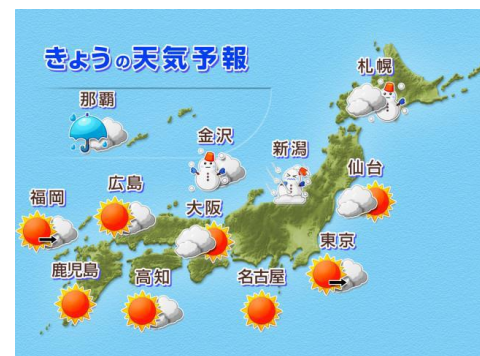 きょうの天気予報
札幌
那覇
金沢
新潟
仙台
福岡
広島
大阪
東京
鹿児島
高知
名古屋